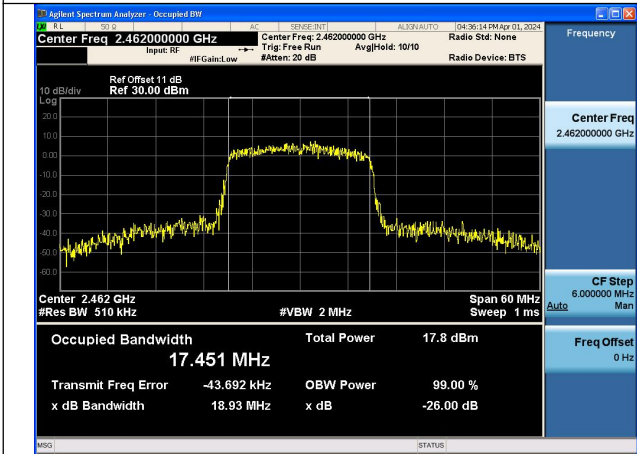 Agilent Spectrum Analyzer - Occupied BW
RL 50 Ω AC SENSE:INT ALIGN AUTO 04:36:14 PM Apr 01, 2024
Center Freq 2.462000000 GHz Center Freq: 2.462000000 GHz Radio Std: None Frequency
Input: RF Trig: Free Run Avg|Hold: 10/10
#IFGain:Low #Atten: 20 dB Radio Device: BTS
Ref Offset 11 dB
10 dB/div Ref 30.00 dBm
Log
20.0
10.0
0.00
-10.0
-20.0
-30.0
-40.0
-50.0
-60.0
Center Freq
2.462000000 GHz
Center 2.462 GHz Span 60 MHz
#Res BW 510 kHz #VBW 2 MHz Sweep 1 ms
CF Step
6.000000 MHz
Auto Man
Occupied Bandwidth Total Power 17.8 dBm
17.451 MHz
Freq Offset
0 Hz
Transmit Freq Error -43.692 kHz OBW Power 99.00 %
x dB Bandwidth 18.93 MHz x dB -26.00 dB
MSG STATUS